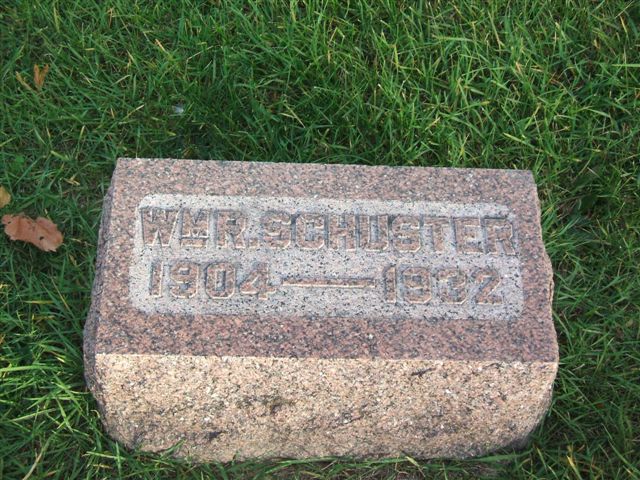 WM R. SCHUSTER
1904 — 1932